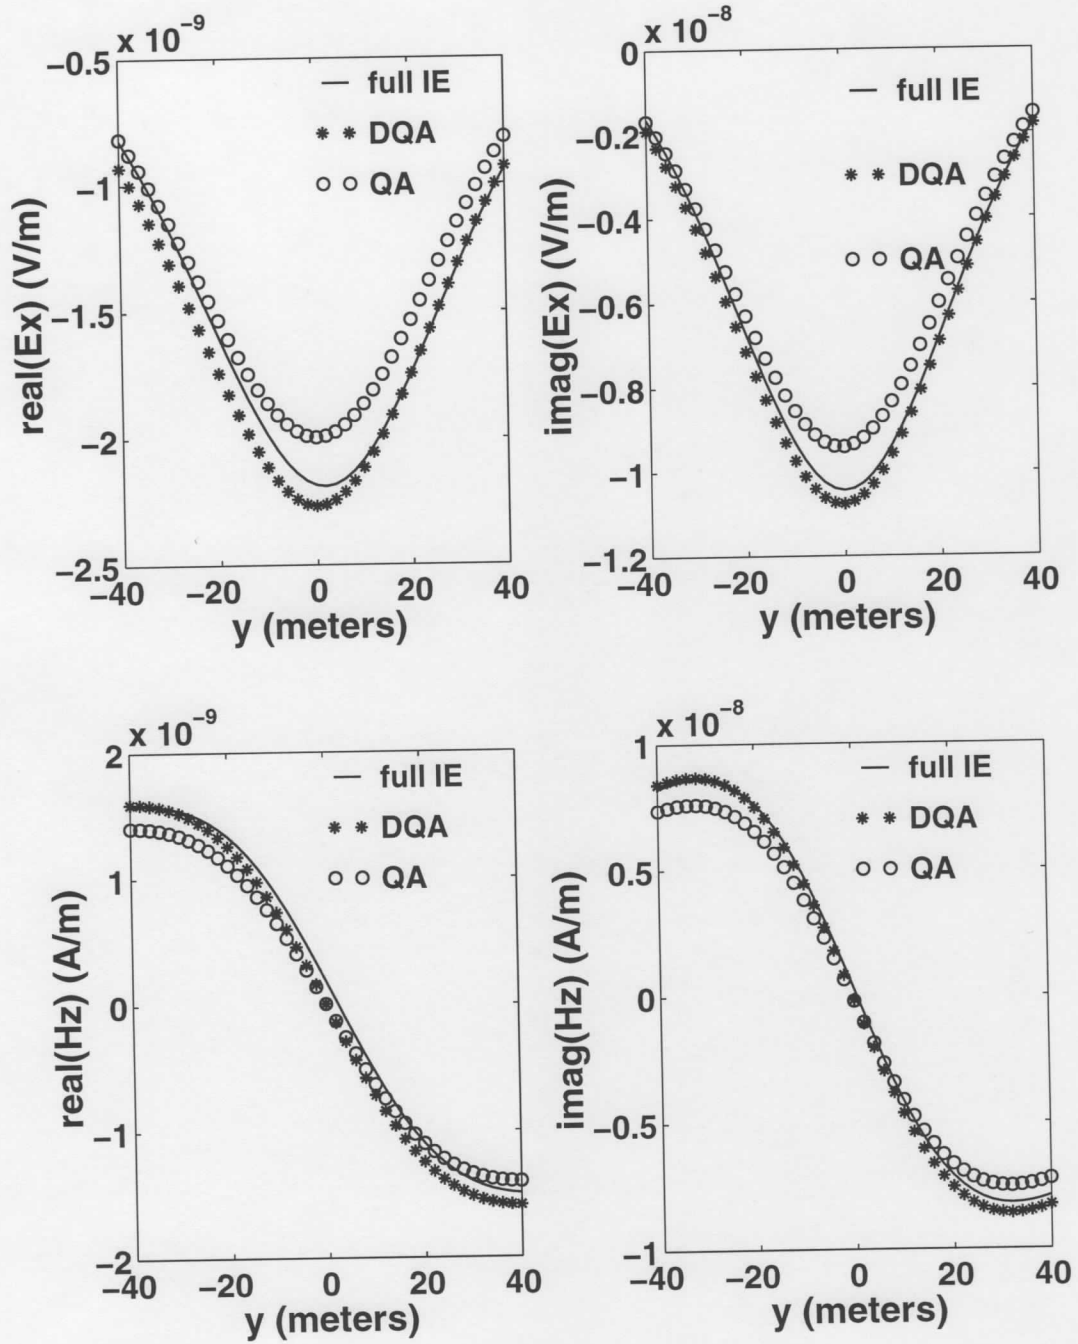 x 10⁻⁹
−0.5
−1
−1.5
−2
−2.5
real(Ex) (V/m)
— full IE
* * DQA
o o QA
−40 −20 0 20 40
y (meters)
x 10⁻⁸
0
−0.2
−0.4
−0.6
−0.8
−1
−1.2
imag(Ex) (V/m)
— full IE
* * DQA
o o QA
−40 −20 0 20 40
y (meters)
x 10⁻⁹
2
1
0
−1
−2
real(Hz) (A/m)
— full IE
* * DQA
o o QA
−40 −20 0 20 40
y (meters)
x 10⁻⁸
1
0.5
0
−0.5
−1
imag(Hz) (A/m)
— full IE
* * DQA
o o QA
−40 −20 0 20 40
y (meters)